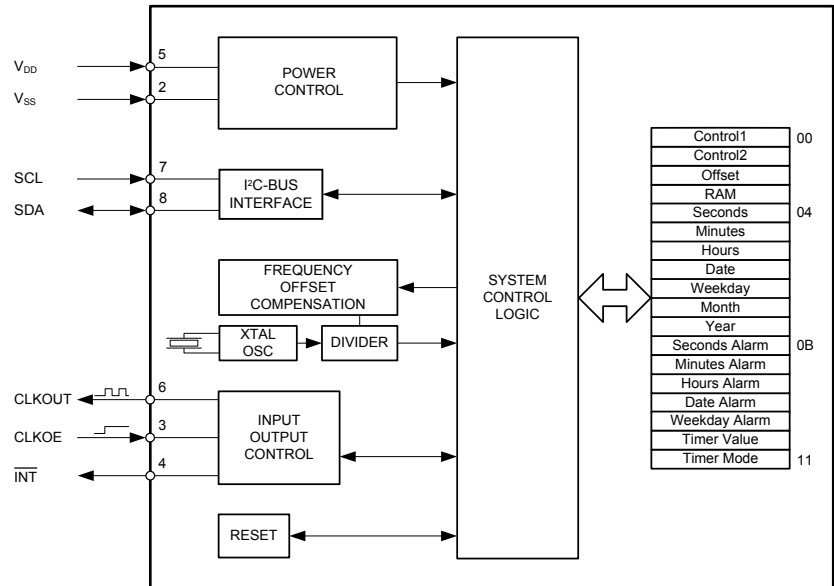 V_DD
5
V_SS
2
POWER
CONTROL
SCL
7
SDA
8
I²C-BUS
INTERFACE
FREQUENCY
OFFSET
COMPENSATION
XTAL
OSC
DIVIDER
CLKOUT
6
CLKOE
3
INT
4
INPUT
OUTPUT
CONTROL
RESET
SYSTEM
CONTROL
LOGIC
Control1 00
Control2
Offset
RAM
Seconds 04
Minutes
Hours
Date
Weekday
Month
Year
Seconds Alarm 0B
Minutes Alarm
Hours Alarm
Date Alarm
Weekday Alarm
Timer Value
Timer Mode 11